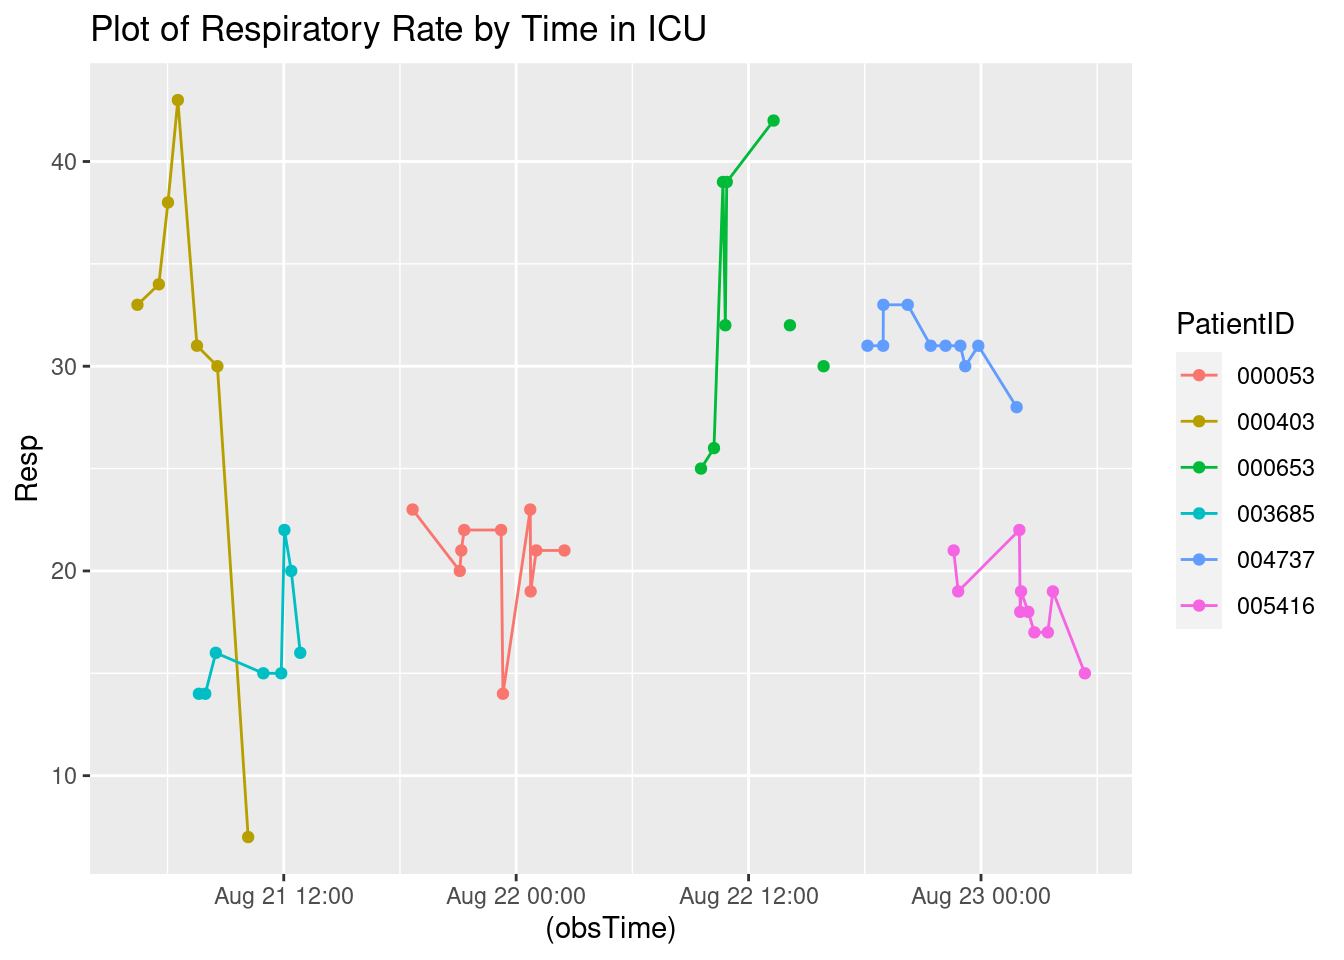 Plot of Respiratory Rate by Time in ICU
Resp
40
30
20
10
Aug 21 12:00
Aug 22 00:00
Aug 22 12:00
Aug 23 00:00
(obsTime)
PatientID
000053
000403
000653
003685
004737
005416